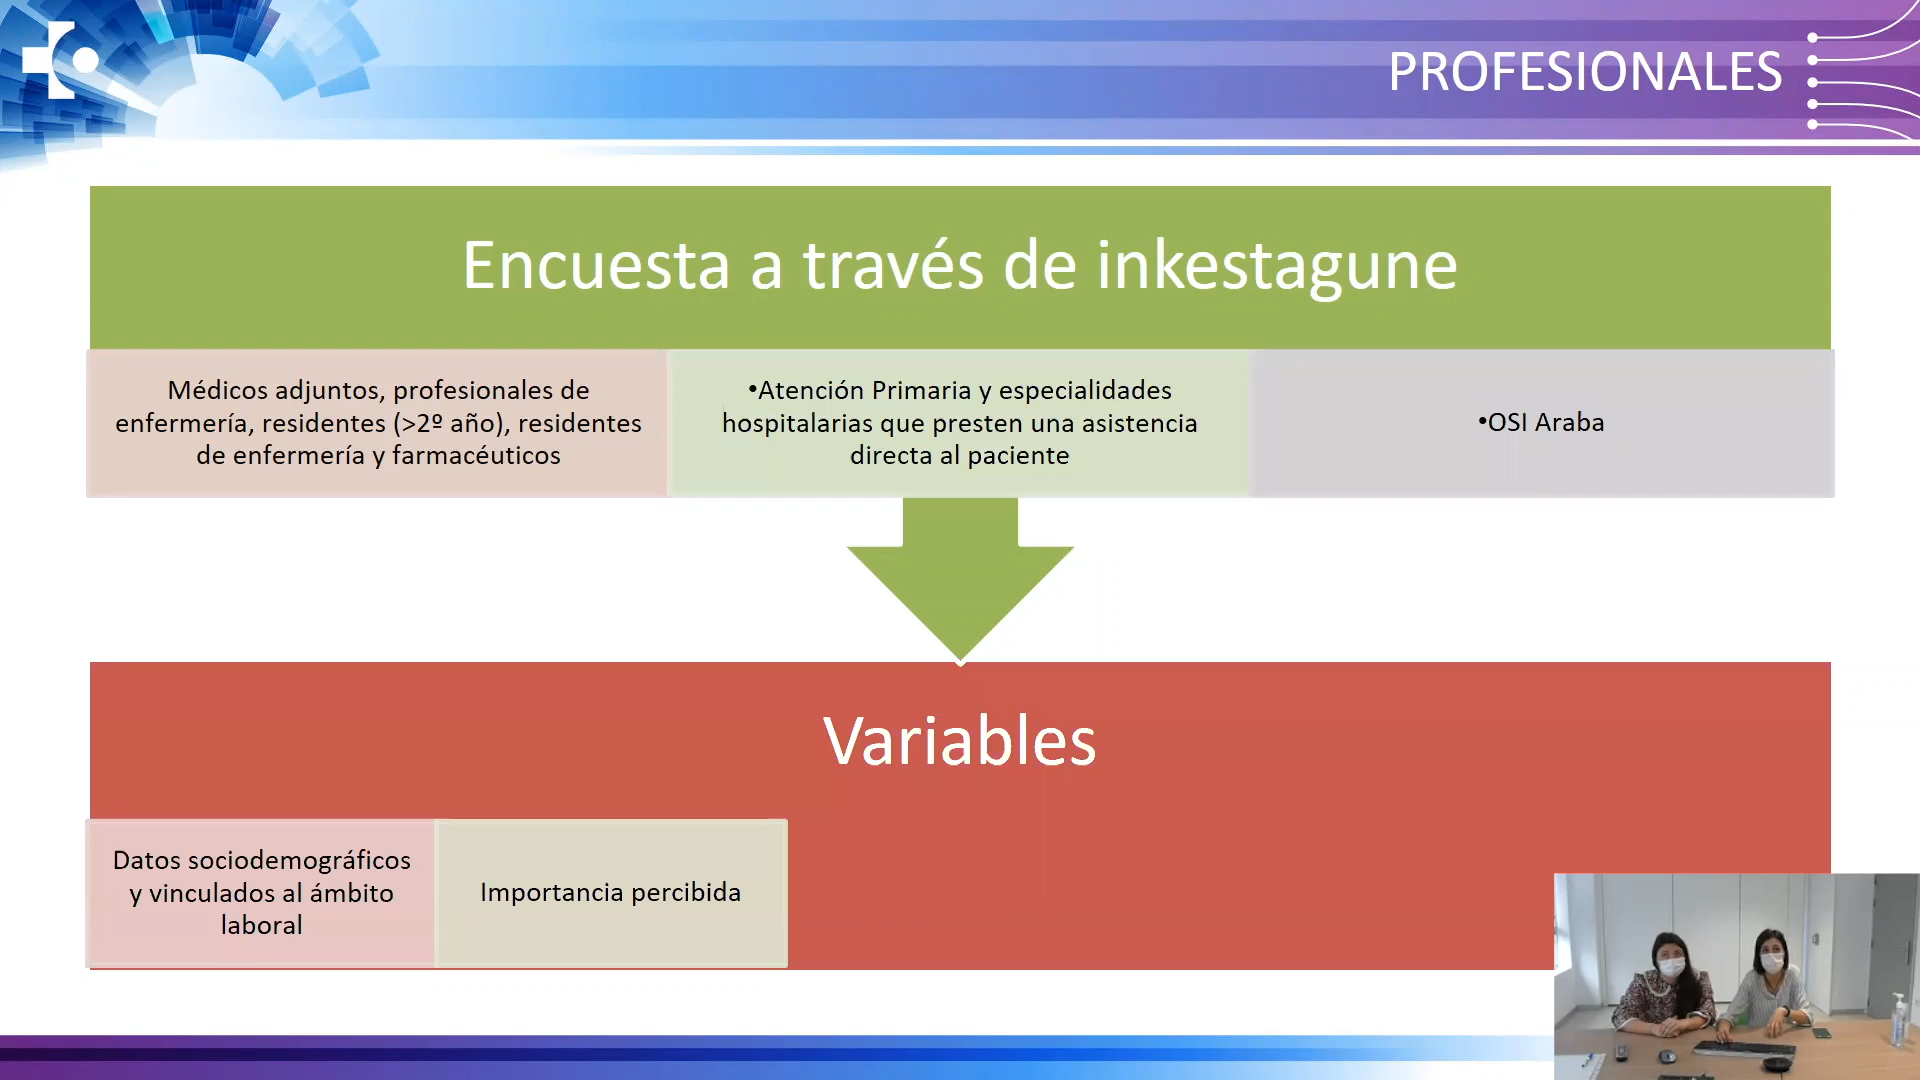 PROFESIONALES
Encuesta a través de inkestagune
Médicos adjuntos, profesionales de
enfermería, residentes (>2º año), residentes
de enfermería y farmacéuticos
•Atención Primaria y especialidades
hospitalarias que presten una asistencia
directa al paciente
•OSI Araba
Variables
Datos sociodemográficos
y vinculados al ámbito
laboral
Importancia percibida